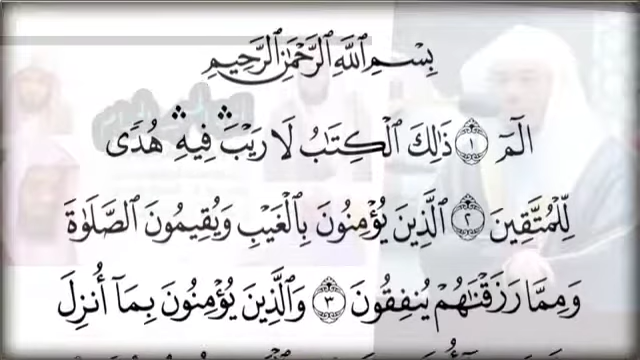 بِسْمِ ٱللَّهِ ٱلرَّحْمَٰنِ ٱلرَّحِيمِ
الٓمٓ ١ ذَٰلِكَ ٱلْكِتَٰبُ لَا رَيْبَ ۛ فِيهِ ۛ هُدًى
لِّلْمُتَّقِينَ ٢ ٱلَّذِينَ يُؤْمِنُونَ بِٱلْغَيْبِ وَيُقِيمُونَ ٱلصَّلَوٰةَ
وَمِمَّا رَزَقْنَٰهُمْ يُنفِقُونَ ٣ وَٱلَّذِينَ يُؤْمِنُونَ بِمَآ أُنزِلَ